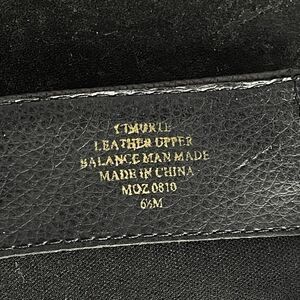 LEATHER UPPER
BALANCE MAN MADE
MADE IN CHINA
MOZ 0810
6½M